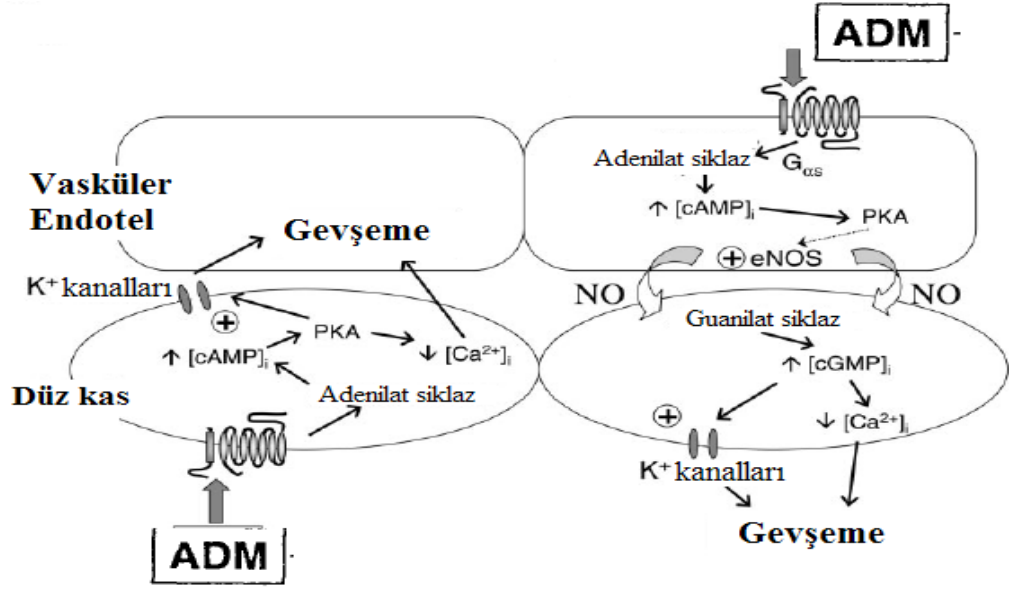 ADM
Adenilat siklaz
Gαs
↑ [cAMP]i
PKA
⊕ eNOS
NO
NO
Vasküler
Endotel
Gevşeme
K+ kanalları
⊕
PKA
↑ [cAMP]i
↓ [Ca2+]i
Adenilat siklaz
Düz kas
ADM
Guanilat siklaz
↑ [cGMP]i
⊕
↓ [Ca2+]i
K+ kanalları
Gevşeme